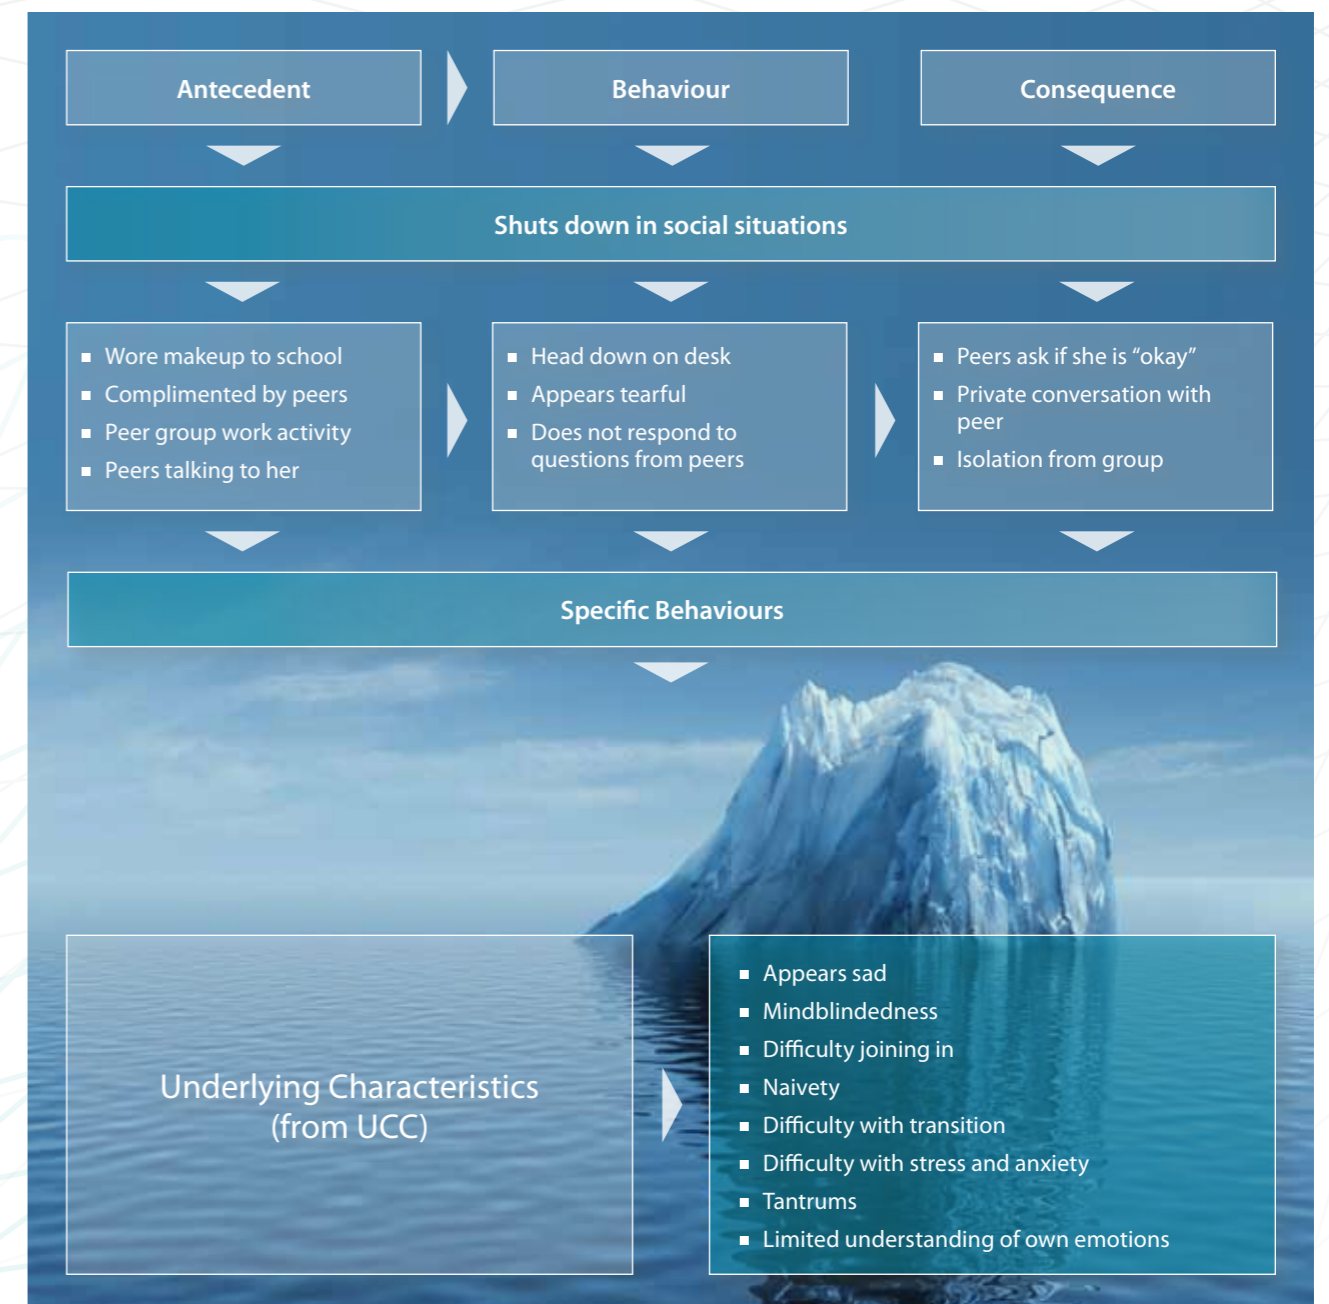 Antecedent
Behaviour
Consequence
Shuts down in social situations
Wore makeup to school
Complimented by peers
Peer group work activity
Peers talking to her
Head down on desk
Appears tearful
Does not respond to
questions from peers
Peers ask if she is “okay”
Private conversation with
peer
Isolation from group
Specific Behaviours
Underlying Characteristics
(from UCC)
Appears sad
Mindblindedness
Difficulty joining in
Naivety
Difficulty with transition
Difficulty with stress and anxiety
Tantrums
Limited understanding of own emotions